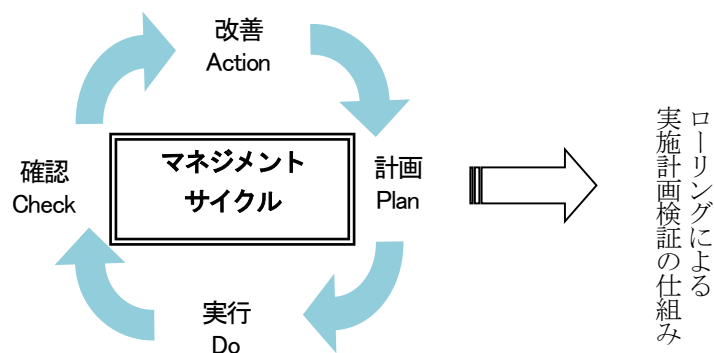 改善
Action
確認
Check
マネジメント
サイクル
計画
Plan
実行
Do
ローリングによる
実施計画検証の仕組み